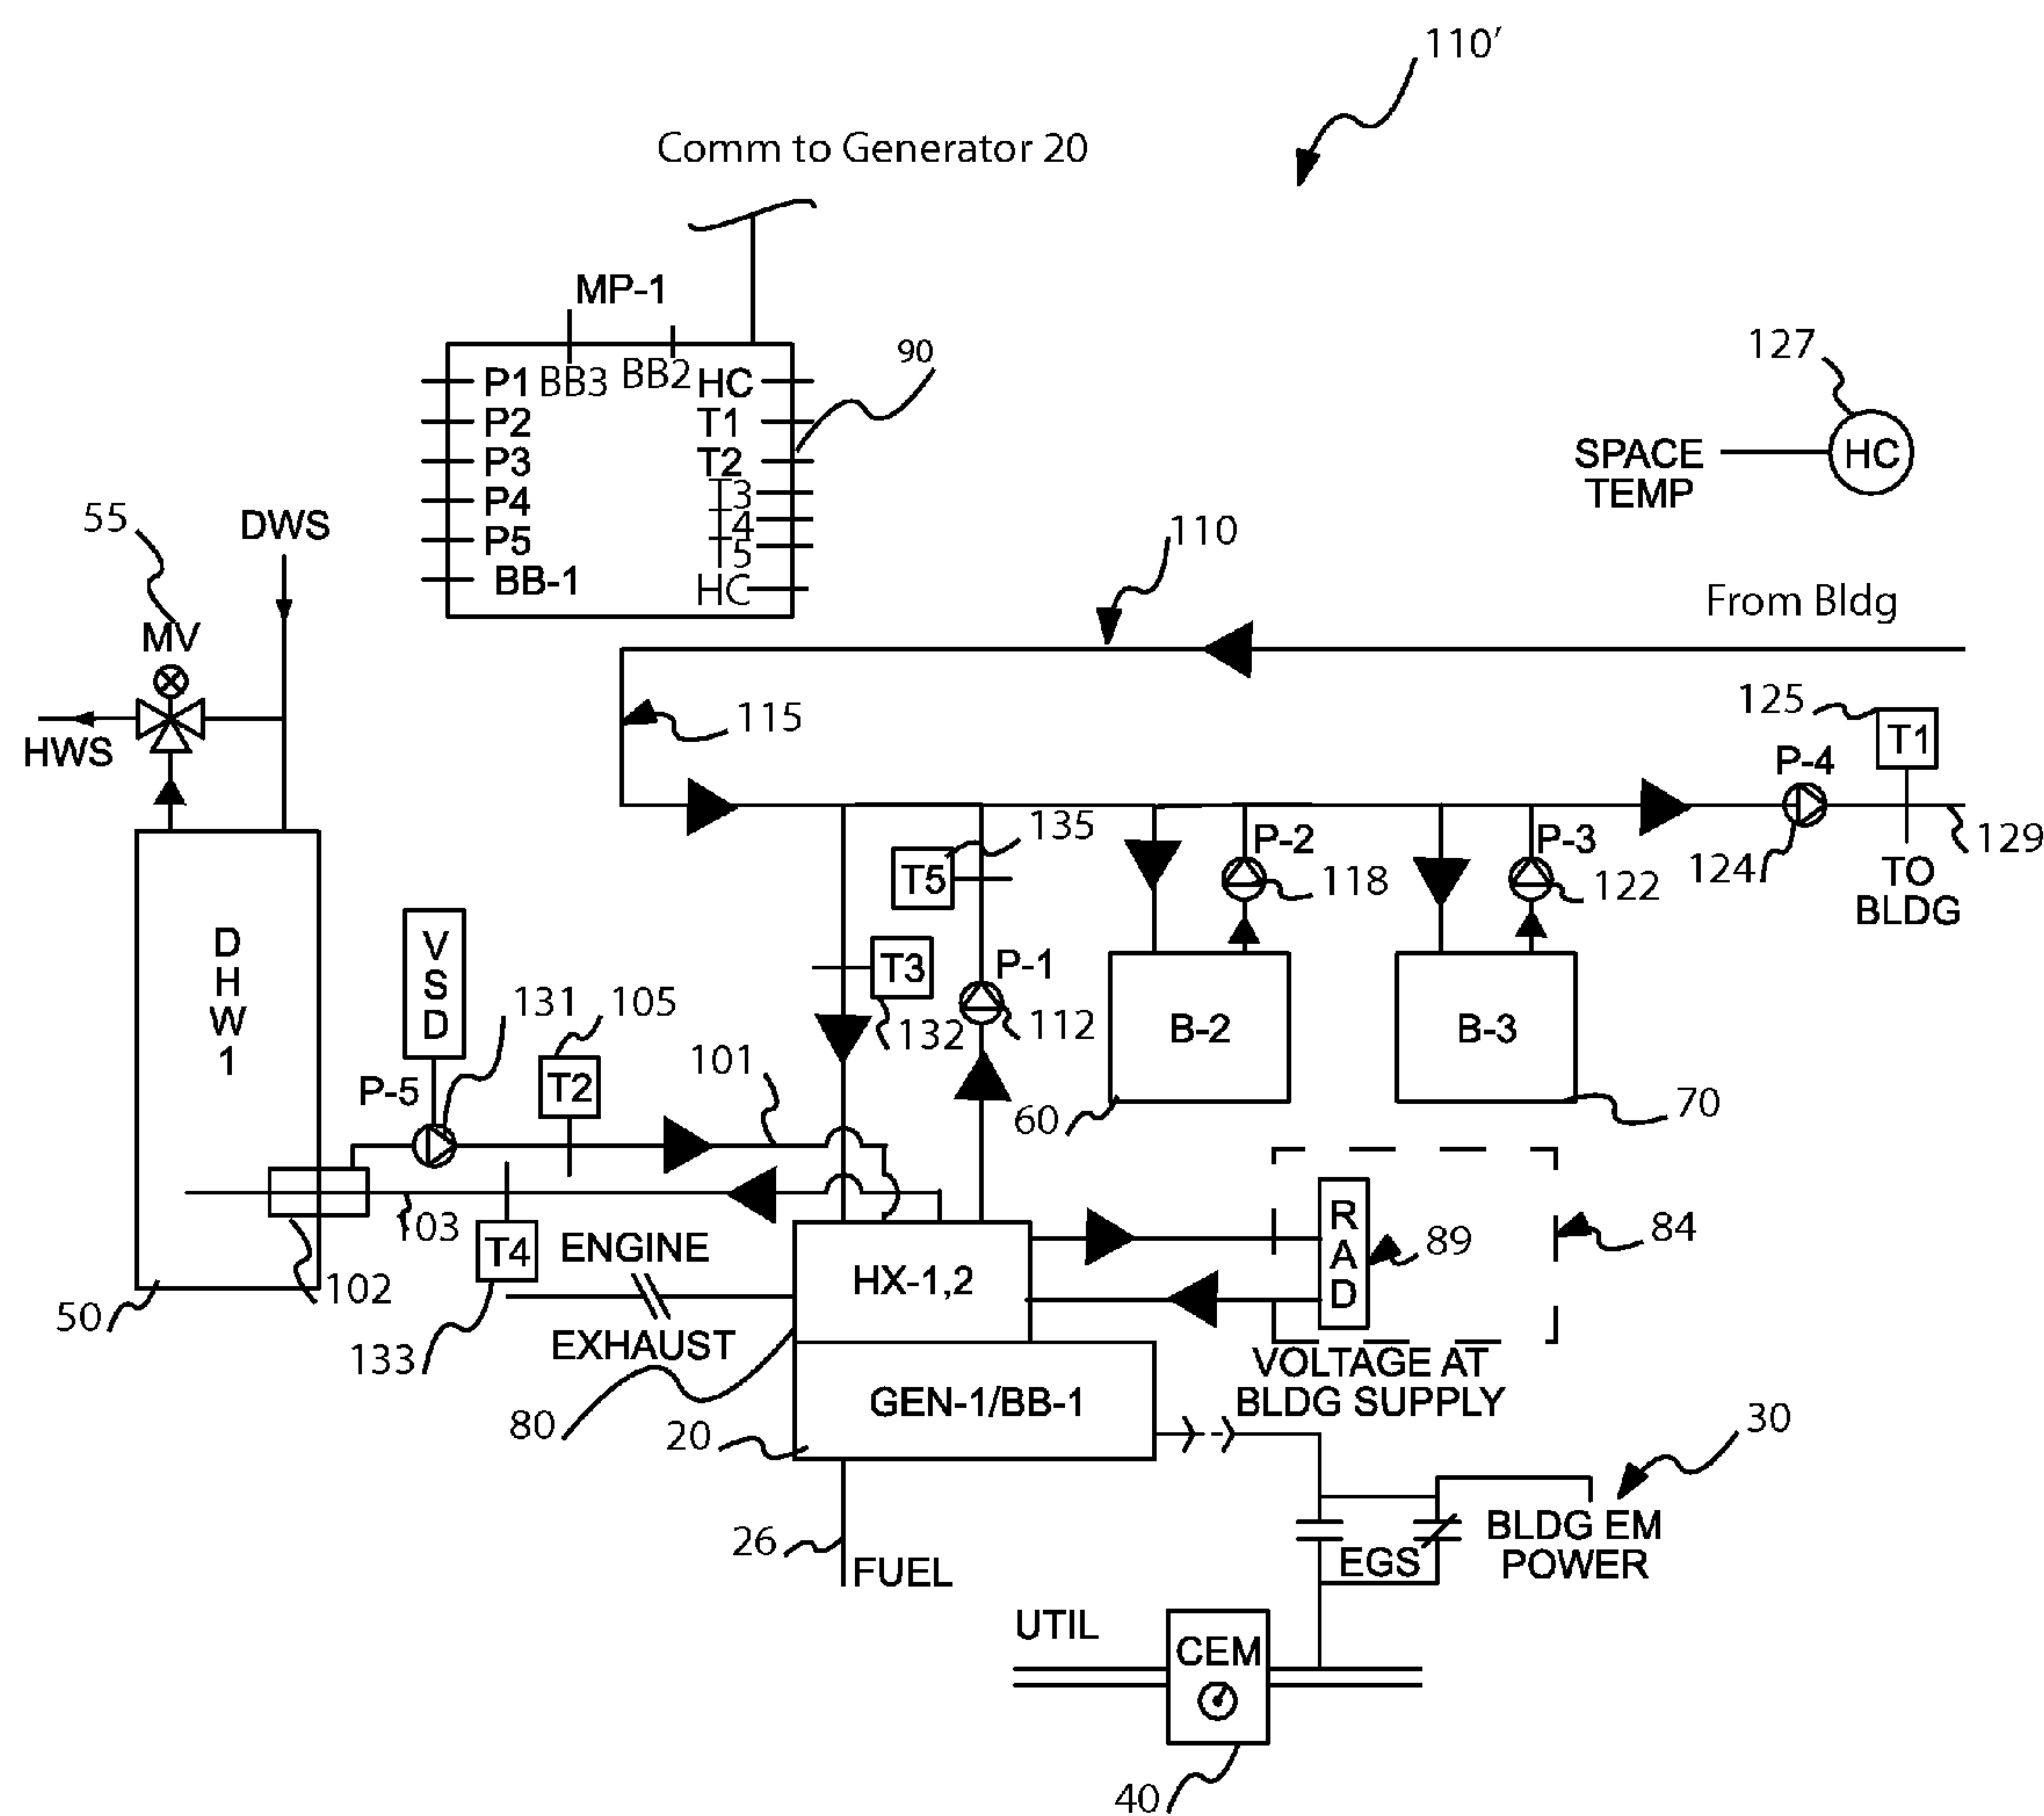 110′
Comm to Generator 20
MP-1
90
P1 BB3 BB2 HC
P2 T1
P3 T2
P4 T3
P5 T4
T5
BB-1 HC
127
SPACE
TEMP
HC
55
DWS
MV
HWS
110
From Bldg
115
125
T1
P-4
135
P-2
P-3
129
T5
118
122
124
TO
BLDG
D
H
W
1
V
S
D
T3
P-1
132
112
B-2
B-3
131
105
101
P-5
T2
60
70
103
T4
102
50
133
ENGINE
EXHAUST
HX-1,2
R
A
D
89
84
VOLTAGE AT
BLDG SUPPLY
80
20
GEN-1/BB-1
30
26
FUEL
EGS
BLDG EM
POWER
UTIL
CEM
40